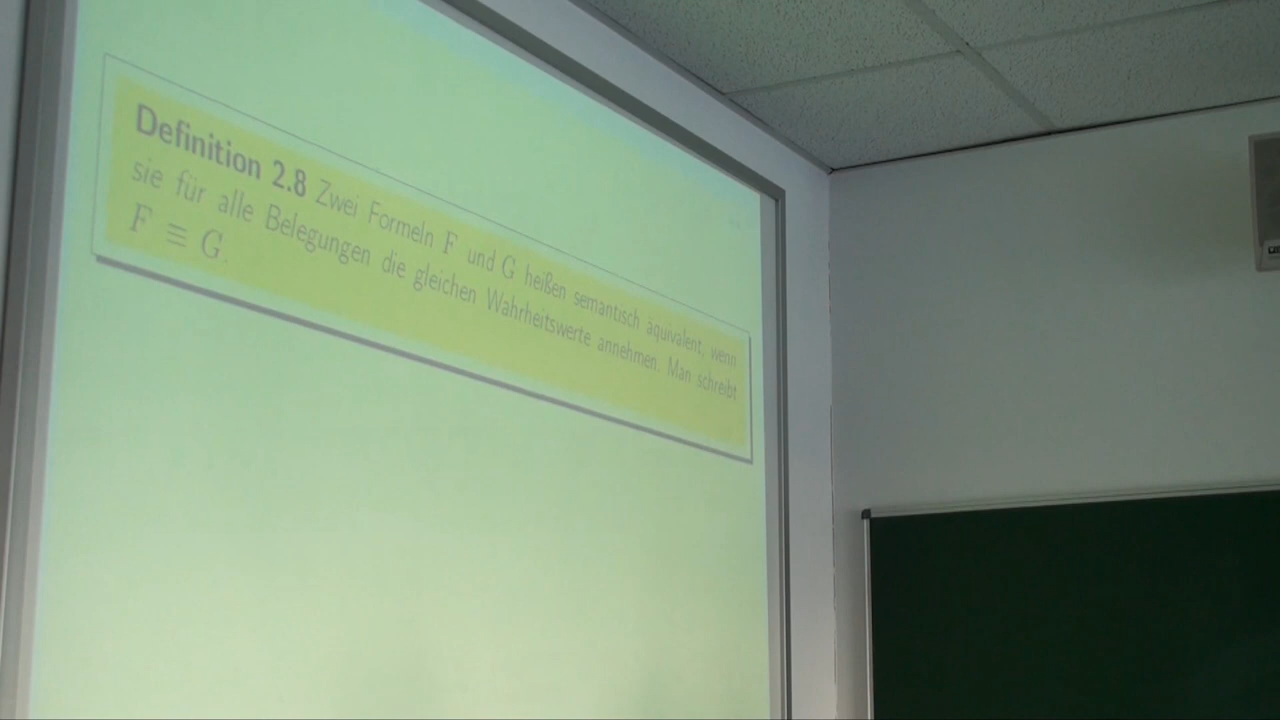 Definition 2.8 Zwei Formeln F und G heißen semantisch äquivalent, wenn
sie für alle Belegungen die gleichen Wahrheitswerte annehmen. Man schreibt
F ≡ G.